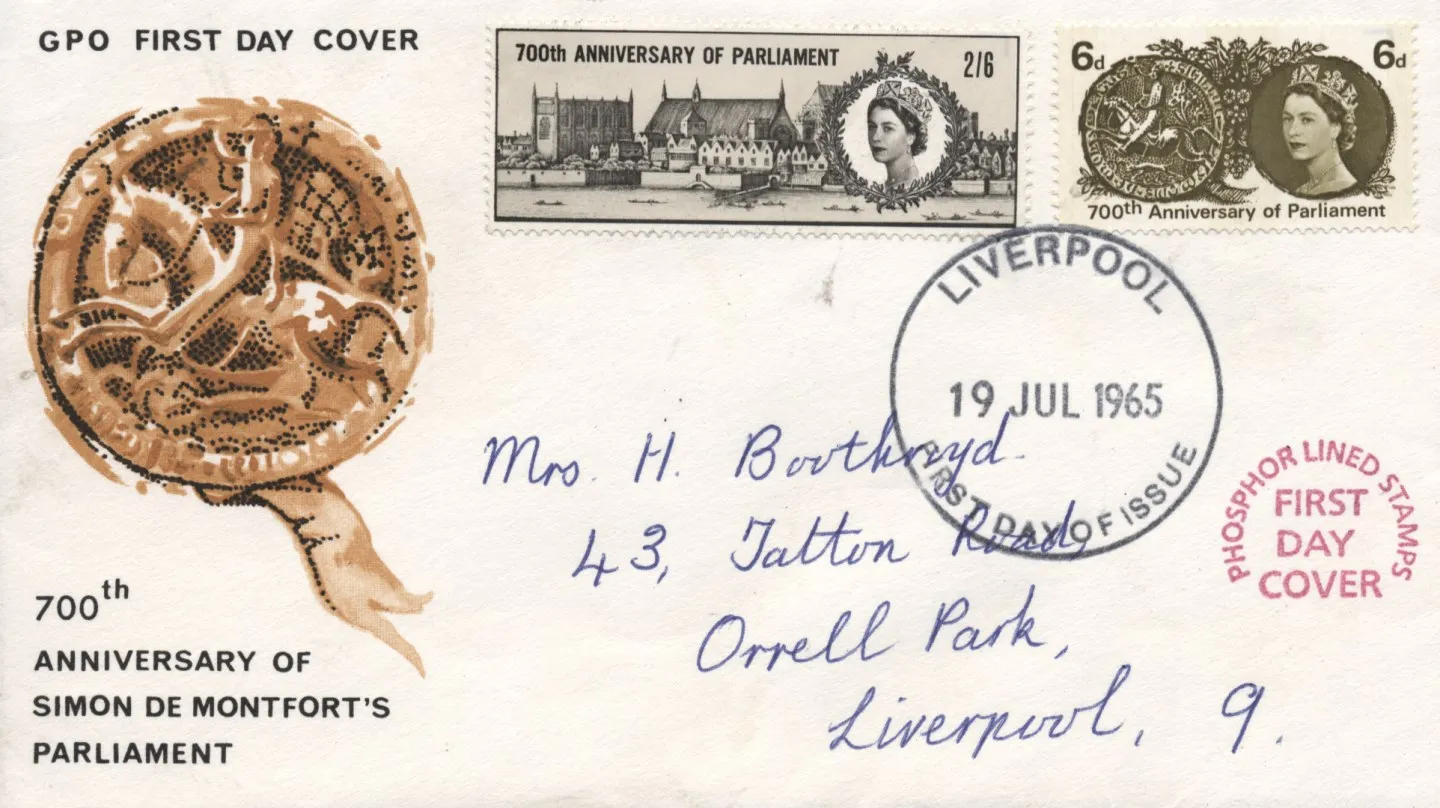 GPO FIRST DAY COVER
700th ANNIVERSARY OF PARLIAMENT
2/6
6d
6d
700th Anniversary of Parliament
LIVERPOOL
19 JUL 1965
FIRST DAY OF ISSUE
Mrs. H. Boothroyd.
43, Tatton Road,
Orrell Park,
Liverpool, 9.
PHOSPHOR LINED STAMPS
FIRST
DAY
COVER
700th
ANNIVERSARY OF
SIMON DE MONTFORT'S
PARLIAMENT